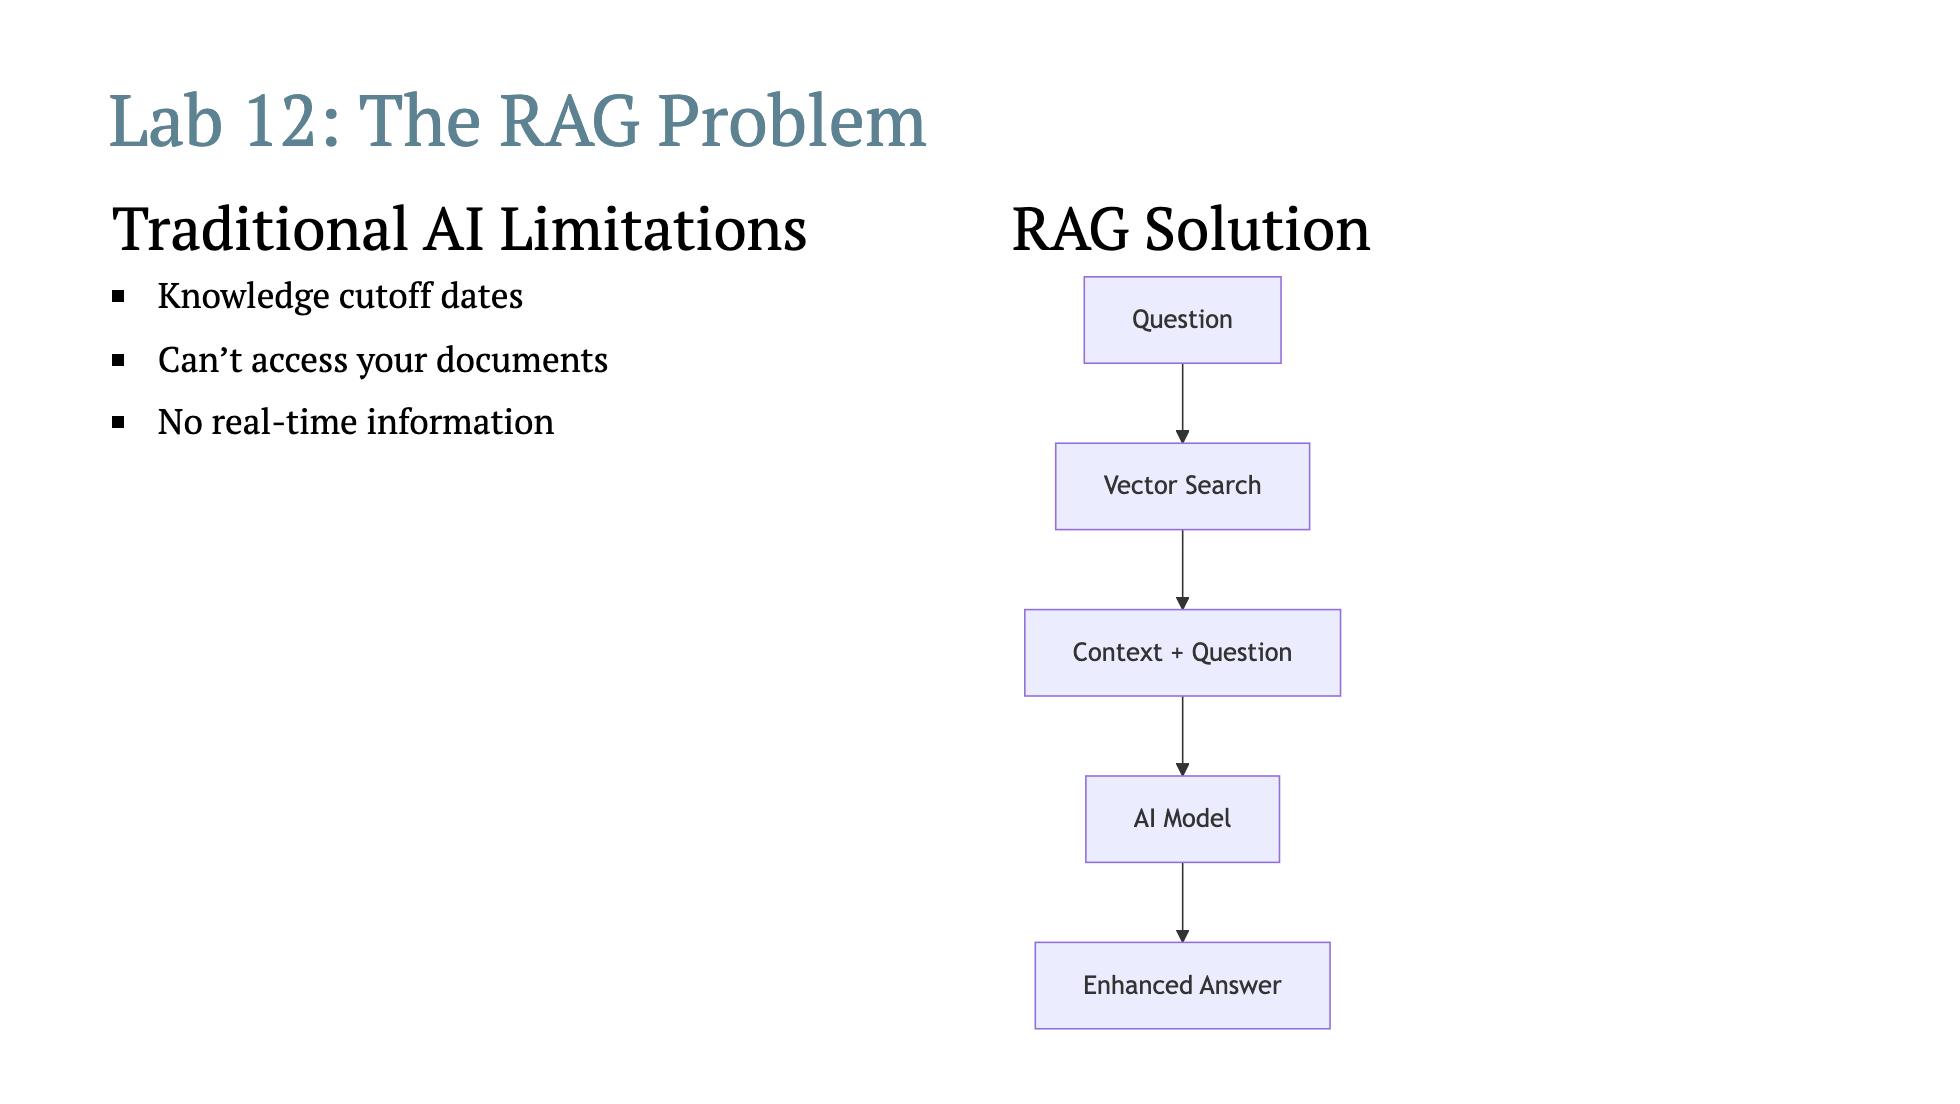 Lab 12: The RAG Problem
Traditional AI Limitations
▪ Knowledge cutoff dates
▪ Can’t access your documents
▪ No real-time information
RAG Solution
Question
Vector Search
Context + Question
AI Model
Enhanced Answer